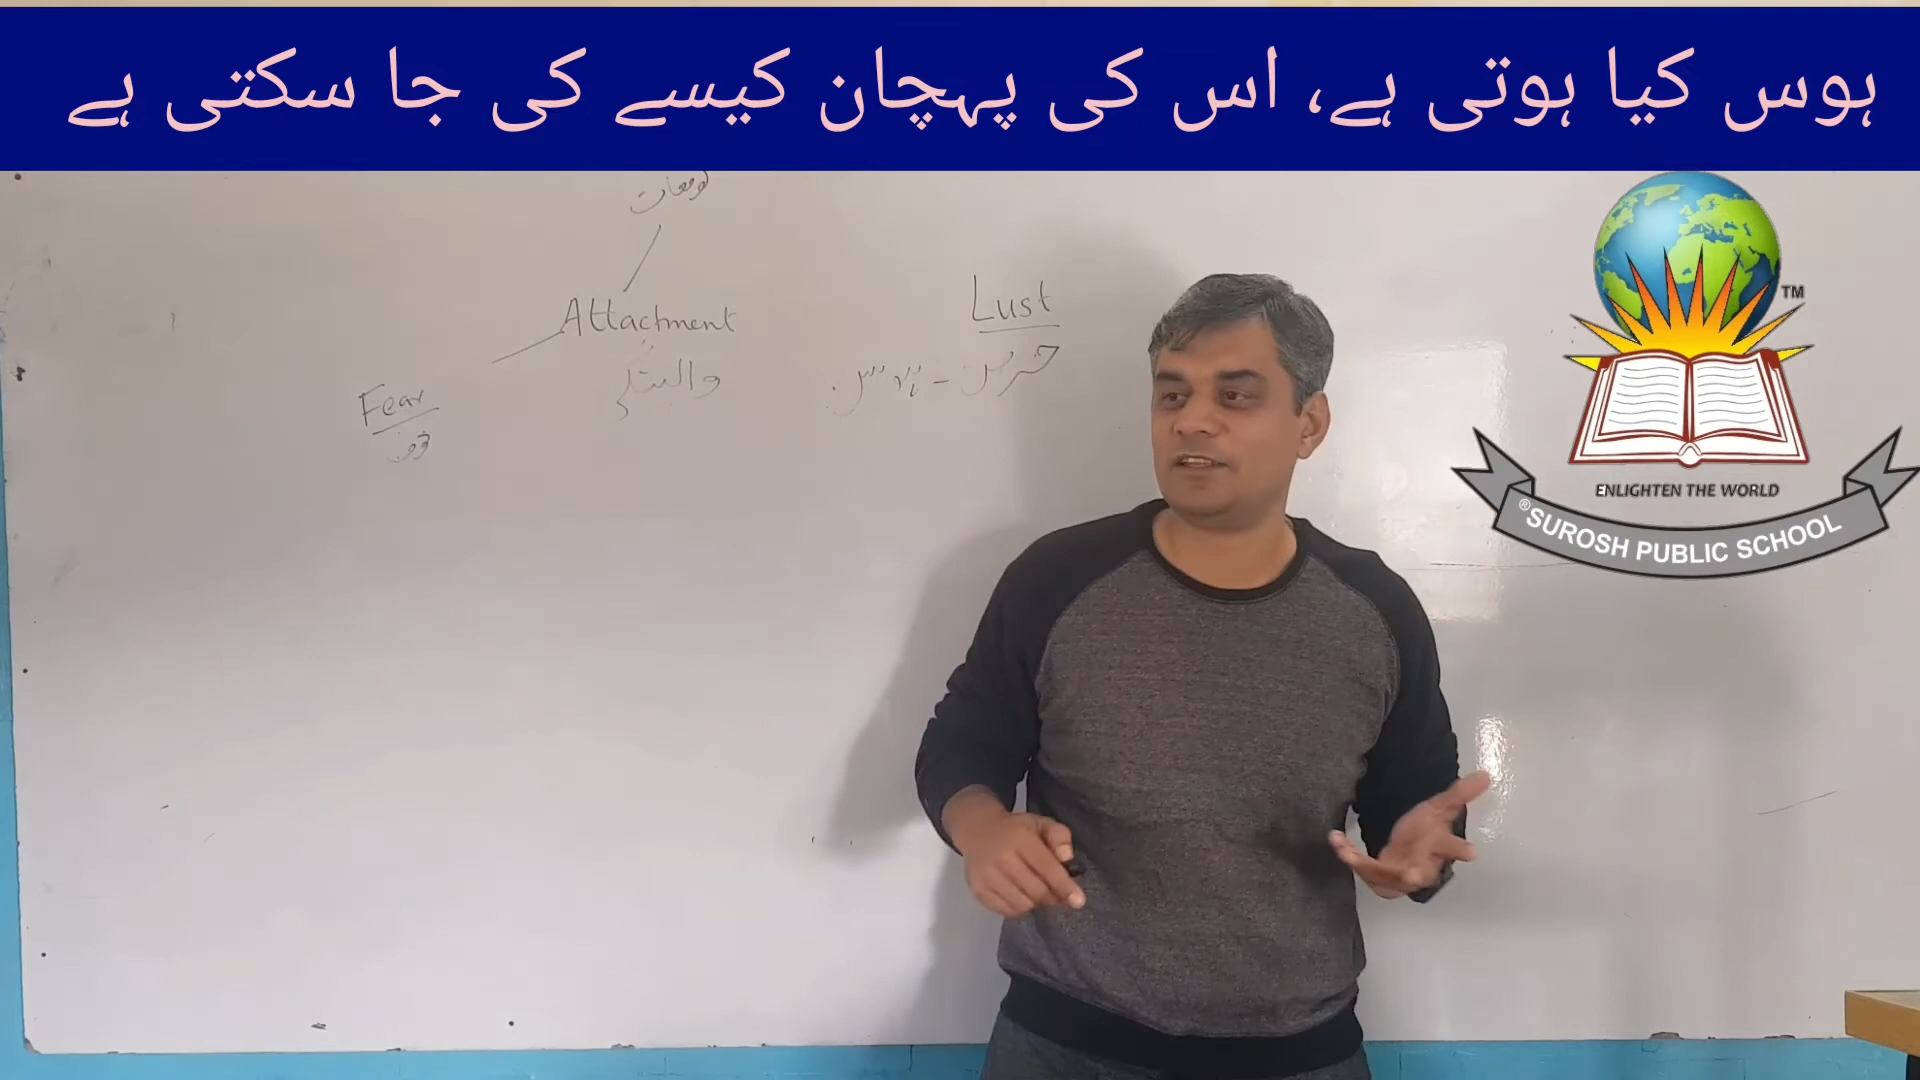 ہوس کیا ہوتی ہے، اس کی پہچان کیسے کی جا سکتی ہے
توقعات
Attachment
وابستگی
Lust
حرص - ہوس
Fear
خوف
TM
ENLIGHTEN THE WORLD
®SUROSH PUBLIC SCHOOL